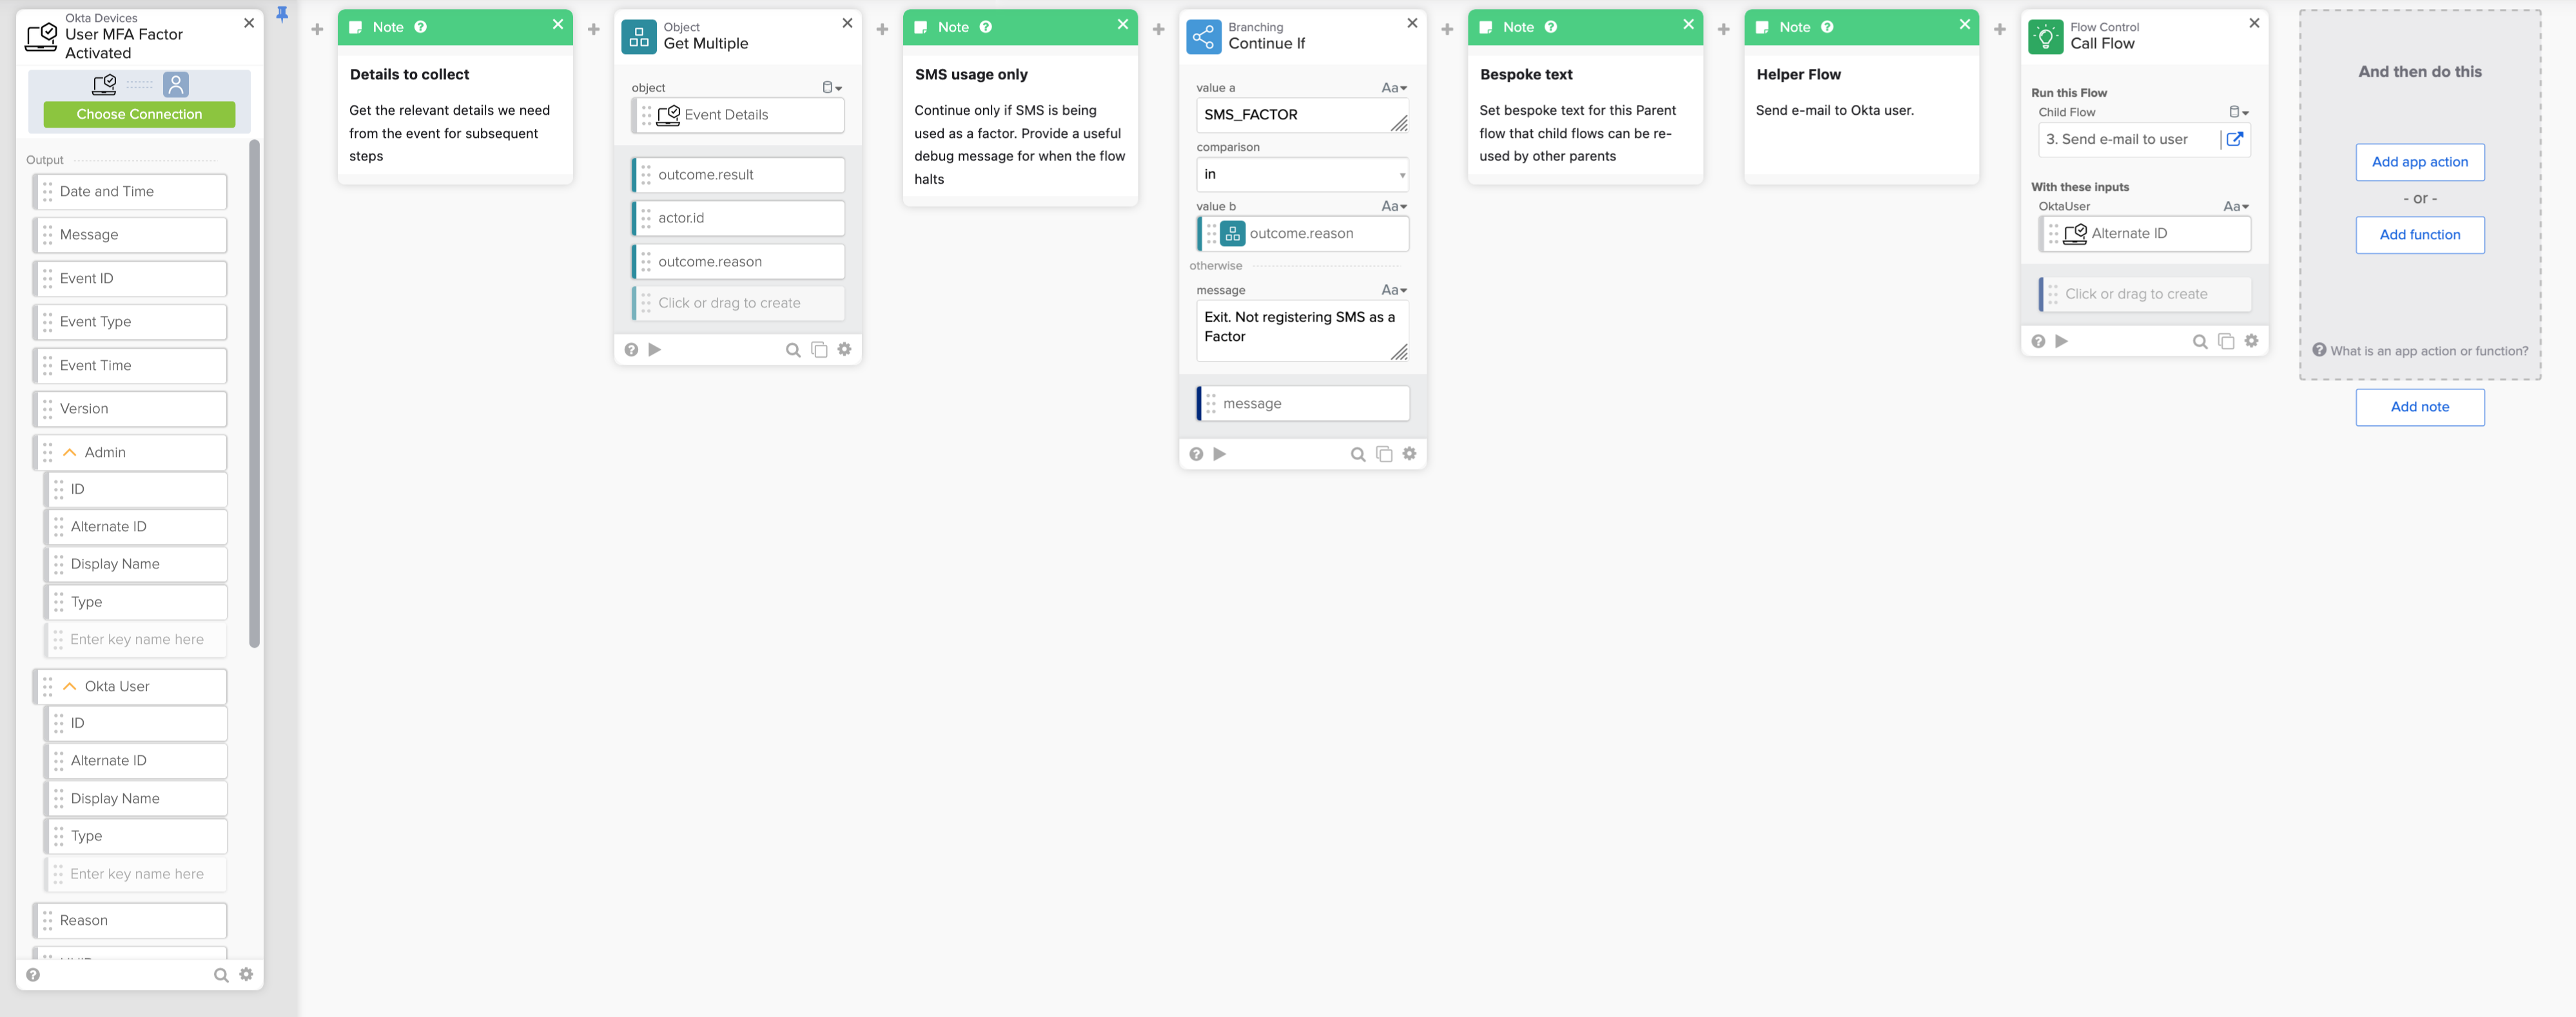 Okta Devices
User MFA Factor
Activated
Choose Connection
Output
Date and Time
Message
Event ID
Event Type
Event Time
Version
Admin
ID
Alternate ID
Display Name
Type
Enter key name here
Okta User
ID
Alternate ID
Display Name
Type
Enter key name here
Reason
Note
Details to collect
Get the relevant details we need
from the event for subsequent
steps
Object
Get Multiple
object
Event Details
outcome.result
actor.id
outcome.reason
Click or drag to create
Note
SMS usage only
Continue only if SMS is being
used as a factor. Provide a useful
debug message for when the flow
halts
Branching
Continue If
value a
Aa
SMS_FACTOR
comparison
in
value b
Aa
outcome.reason
otherwise
message
Aa
Exit. Not registering SMS as a
Factor
message
Note
Bespoke text
Set bespoke text for this Parent
flow that child flows can be re-
used by other parents
Note
Helper Flow
Send e-mail to Okta user.
Flow Control
Call Flow
Run this Flow
Child Flow
3. Send e-mail to user
With these inputs
OktaUser
Aa
Alternate ID
Click or drag to create
And then do this
Add app action
- or -
Add function
What is an app action or function?
Add note